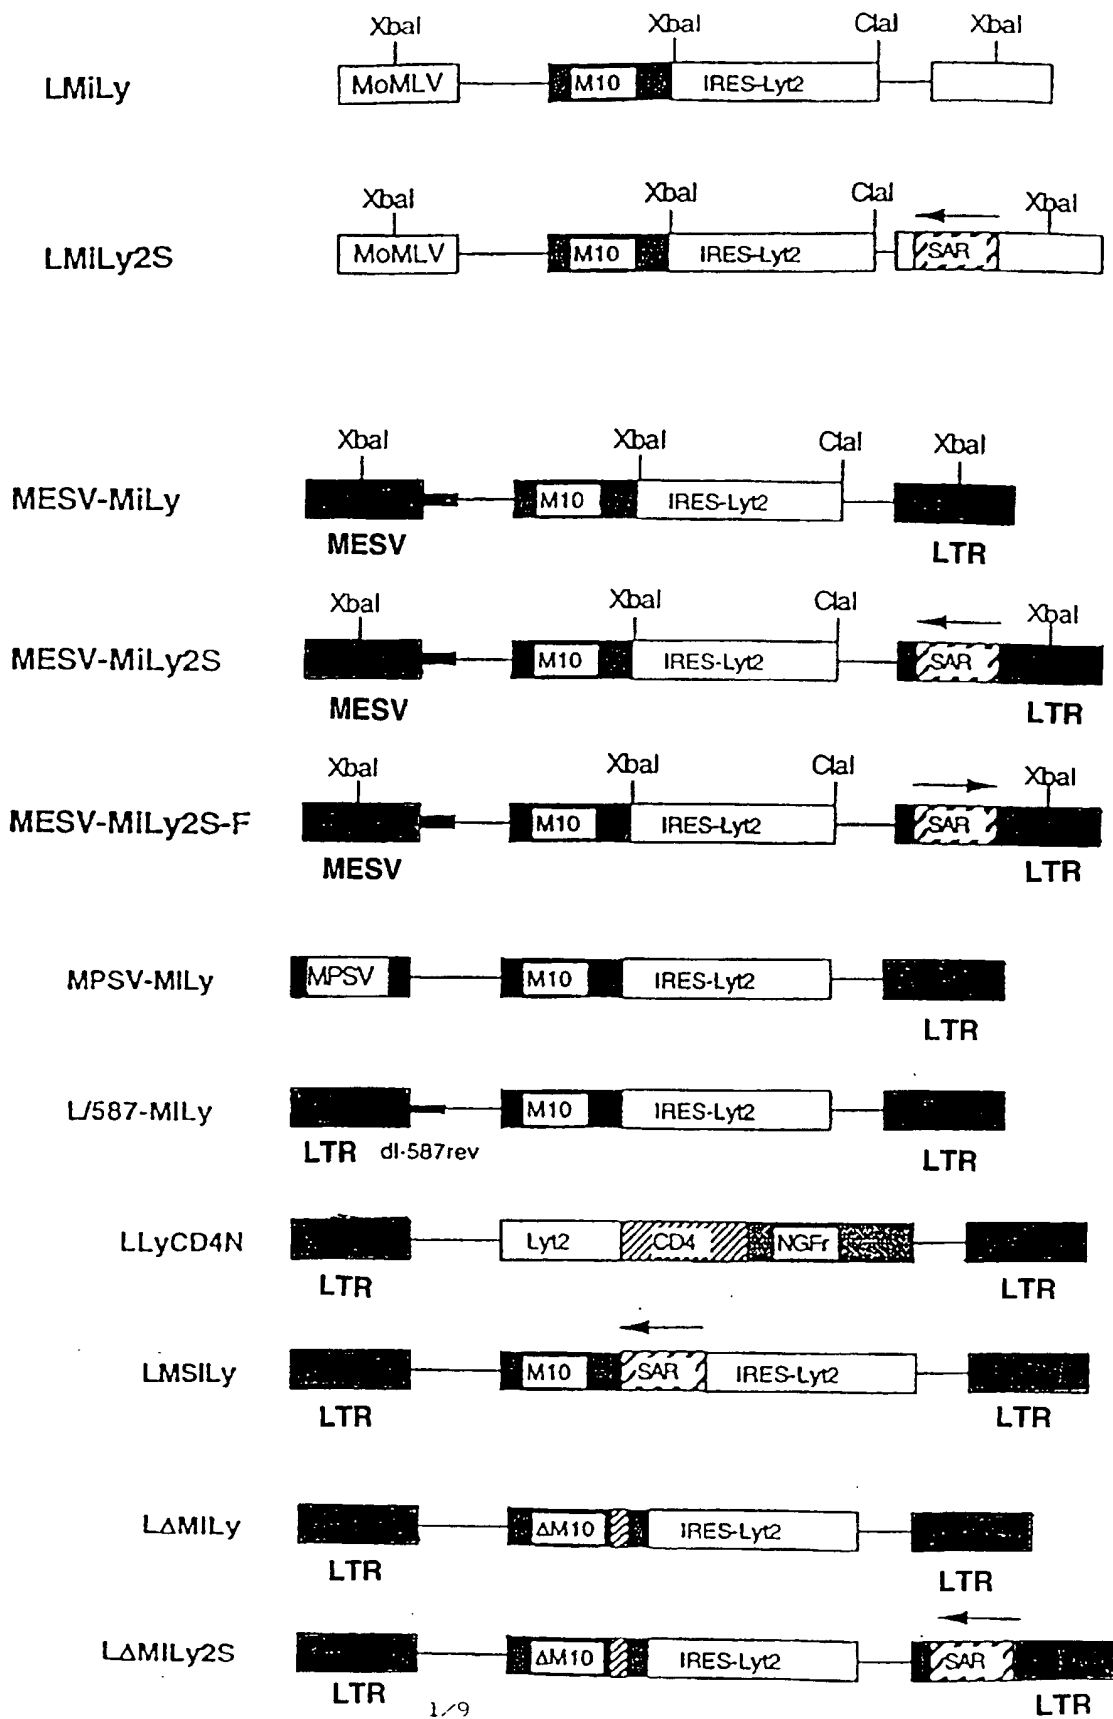 XbaI XbaI ClaI XbaI
LMiLy MoMLV M10 IRES-Lyt2
XbaI XbaI ClaI XbaI
LMiLy2S MoMLV M10 IRES-Lyt2 SAR
XbaI XbaI ClaI XbaI
MESV-MiLy M10 IRES-Lyt2
MESV LTR
XbaI XbaI ClaI XbaI
MESV-MiLy2S M10 IRES-Lyt2 SAR
MESV LTR
XbaI XbaI ClaI XbaI
MESV-MiLy2S-F M10 IRES-Lyt2 SAR
MESV LTR
MPSV-MILy MPSV M10 IRES-Lyt2
LTR
L/587-MILy M10 IRES-Lyt2
LTR dl-587rev LTR
LLyCD4N Lyt2 CD4 NGFr
LTR LTR
LMSILy M10 SAR IRES-Lyt2
LTR LTR
LΔMILy ΔM10 IRES-Lyt2
LTR LTR
LΔMILy2S ΔM10 IRES-Lyt2 SAR
LTR LTR
1/9